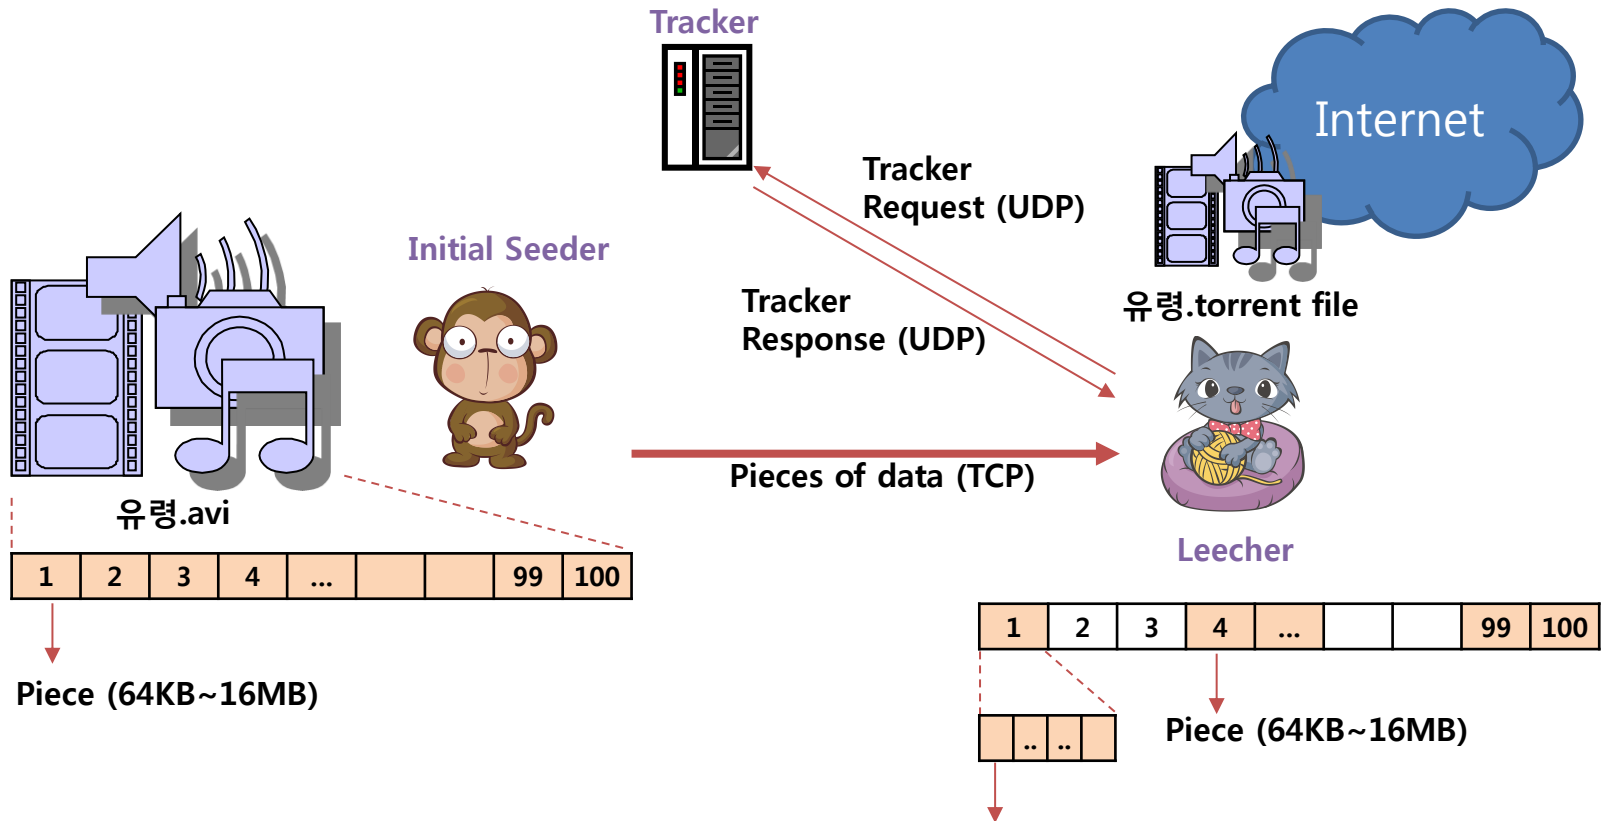 Tracker
Internet
Tracker
Request (UDP)
Initial Seeder
Tracker
Response (UDP)
유령.torrent file
Pieces of data (TCP)
유령.avi
Leecher
1 2 3 4 ... 99 100
1 2 3 4 ... 99 100
Piece (64KB~16MB)
Piece (64KB~16MB)
.. ..